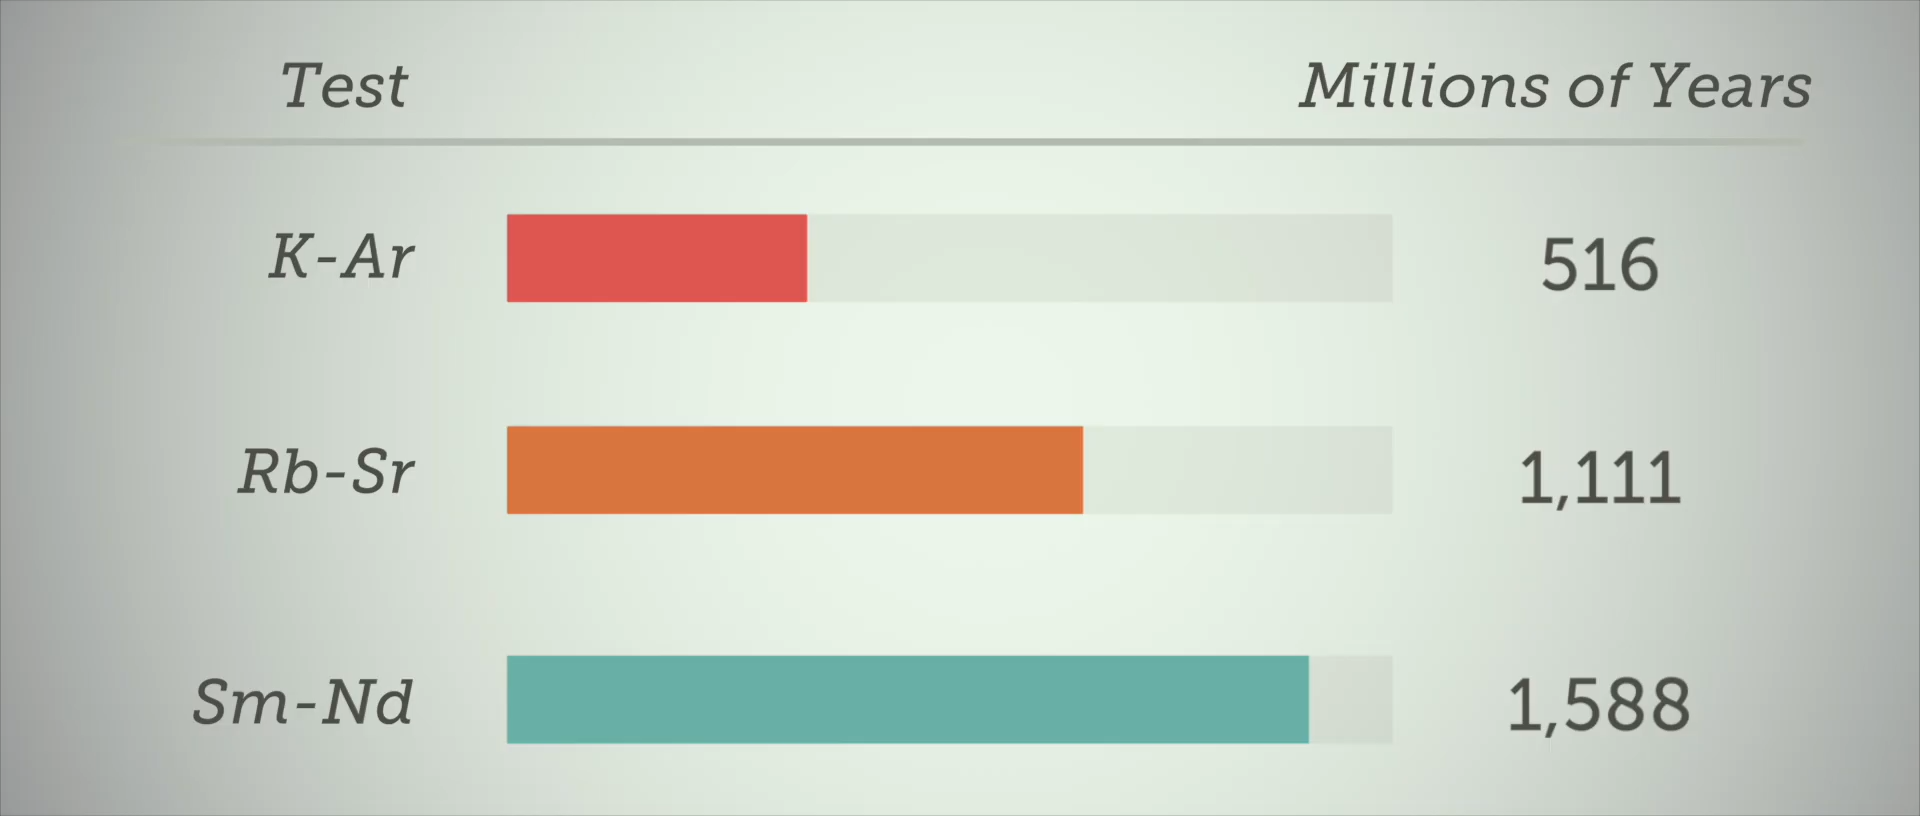 Test Millions of Years
K-Ar 516
Rb-Sr 1,111
Sm-Nd 1,588